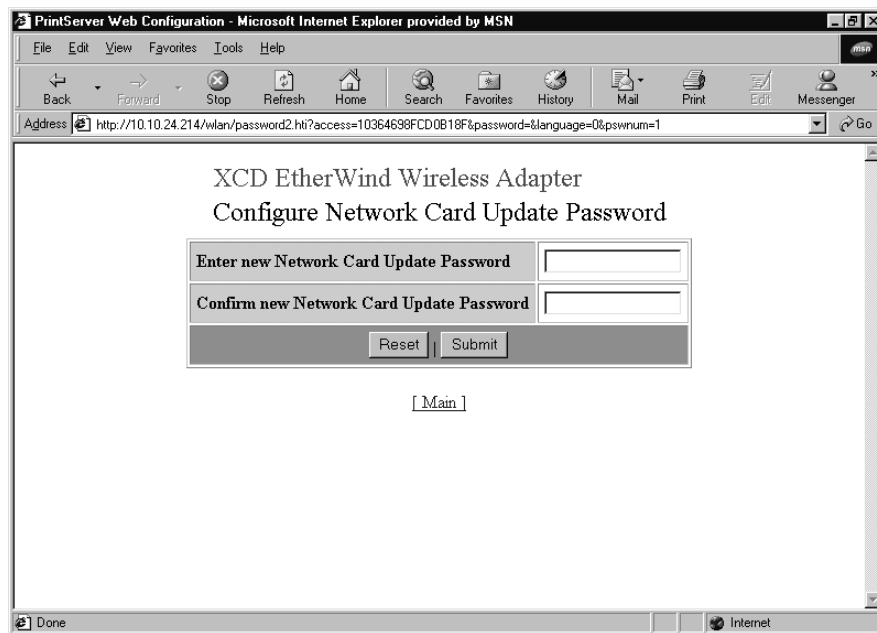 PrintServer Web Configuration - Microsoft Internet Explorer provided by MSN
File Edit View Favorites Tools Help
msn
Back Forward Stop Refresh Home Search Favorites History Mail Print Edit Messenger
Address http://10.10.24.214/wlan/password2.hti?access=10364698FCD0B18F&password=&language=0&pswnum=1 Go
XCD EtherWind Wireless Adapter
Configure Network Card Update Password
Enter new Network Card Update Password
Confirm new Network Card Update Password
Reset | Submit
[ Main ]
Done Internet